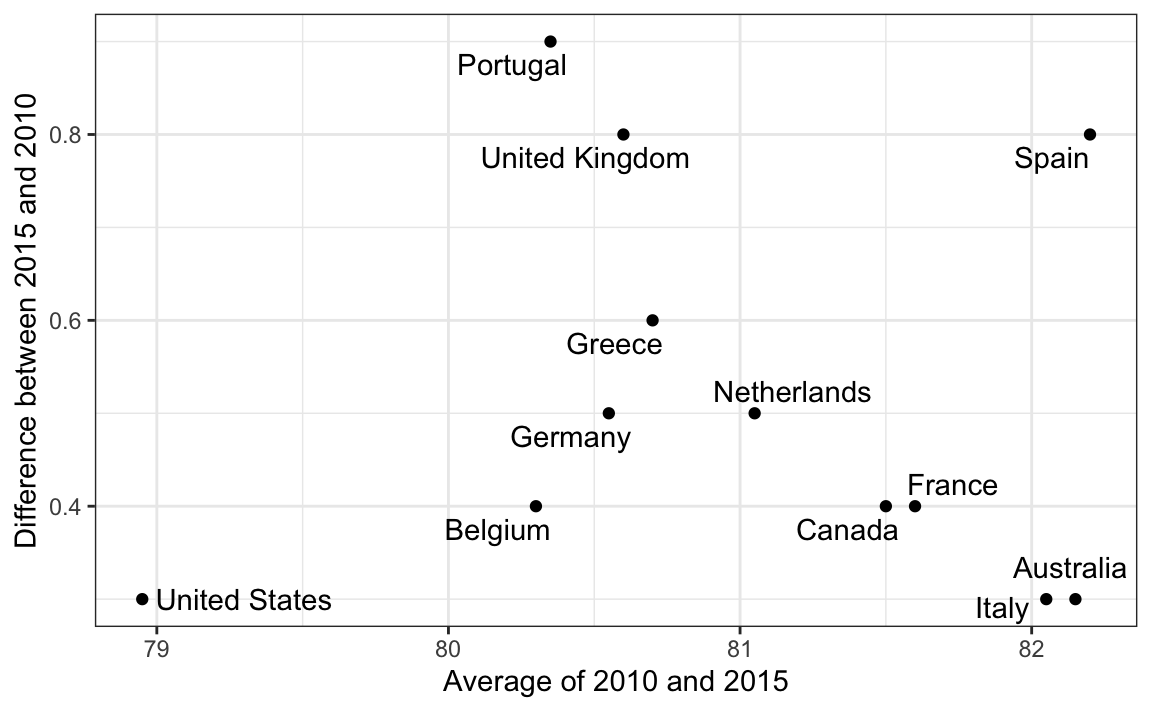 Portugal
0.8
United Kingdom
Spain
Difference between 2015 and 2010
0.6
Greece
Netherlands
Germany
France
0.4
Belgium
Canada
Australia
United States
Italy
79
80
81
82
Average of 2010 and 2015